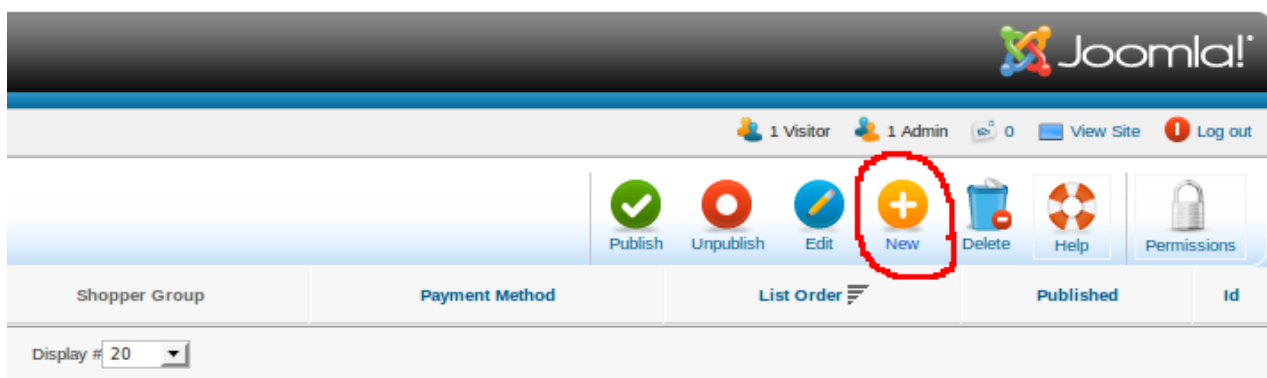 Joomla!
1 Visitor 1 Admin 0 View Site Log out
Publish Unpublish Edit New Delete Help Permissions
Shopper Group Payment Method List Order Published Id
Display # 20